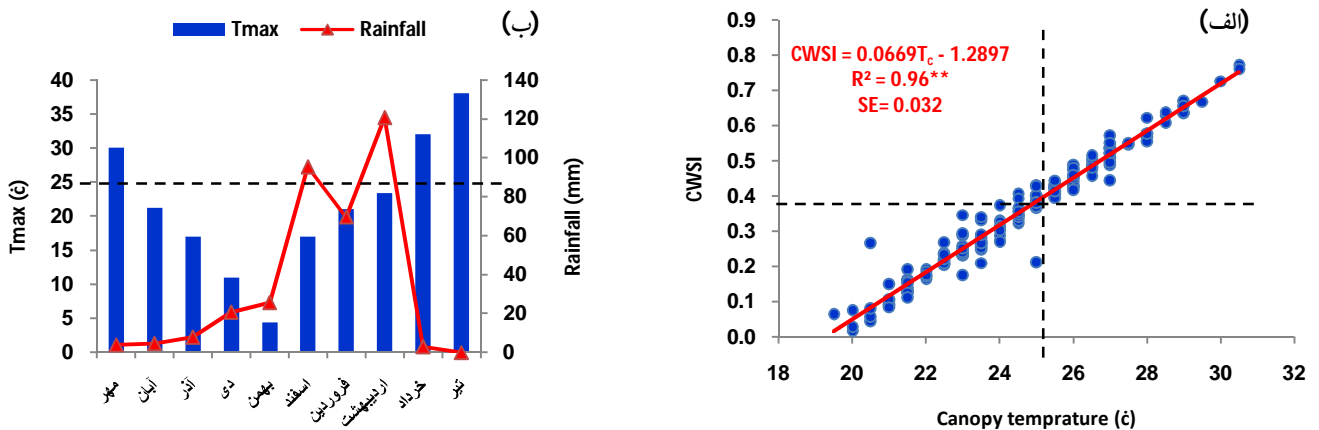 (ب)
Tmax Rainfall
40
35
30
25
20
15
10
5
0
Tmax (ċ)
140
120
100
80
60
40
20
0
Rainfall (mm)
مهر
آبان
آذر
دی
بهمن
اسفند
فروردین
اردیبهشت
خرداد
تیر
(الف)
CWSI = 0.0669Tc - 1.2897
R² = 0.96**
SE= 0.032
0.9
0.8
0.7
0.6
0.5
0.4
0.3
0.2
0.1
0.0
CWSI
18 20 22 24 26 28 30 32
Canopy temprature (ċ)